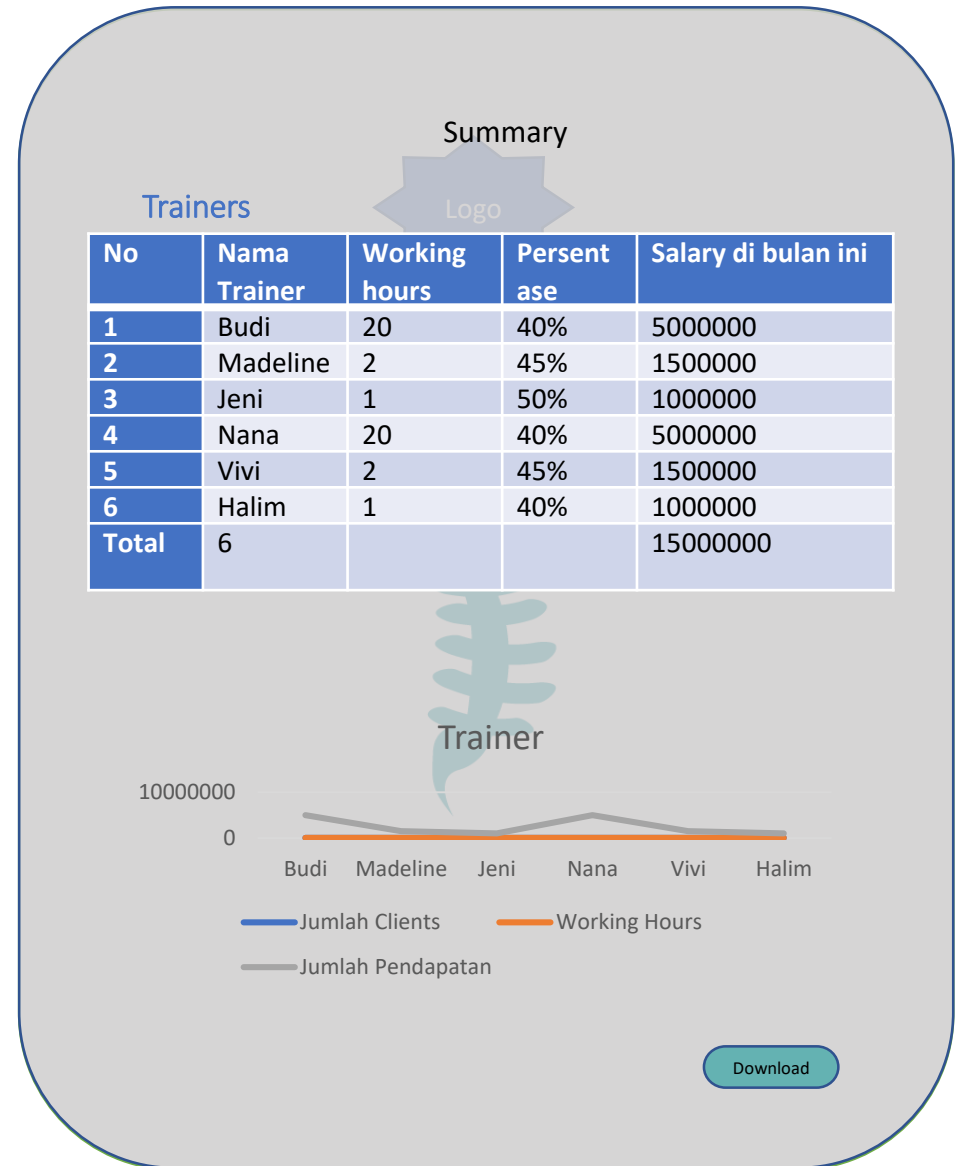 Summary
Trainers
Logo
No Nama Trainer Working hours Persentase Salary di bulan ini
1 Budi 20 40% 5000000
2 Madeline 2 45% 1500000
3 Jeni 1 50% 1000000
4 Nana 20 40% 5000000
5 Vivi 2 45% 1500000
6 Halim 1 40% 1000000
Total 6 15000000
Trainer
10000000
0
Budi Madeline Jeni Nana Vivi Halim
Jumlah Clients Working Hours
Jumlah Pendapatan
Download